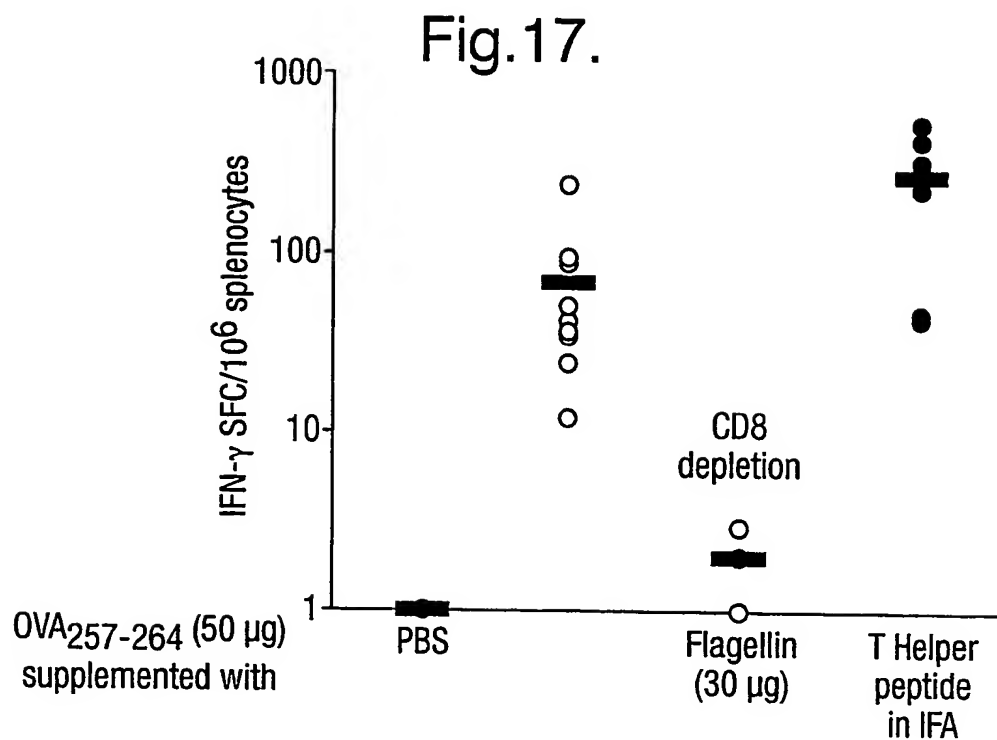 Fig.17.
1000
100
10
1
IFN-γ SFC/10⁶ splenocytes
CD8
depletion
OVA257-264 (50 µg)
supplemented with
PBS
Flagellin
(30 µg)
T Helper
peptide
in IFA